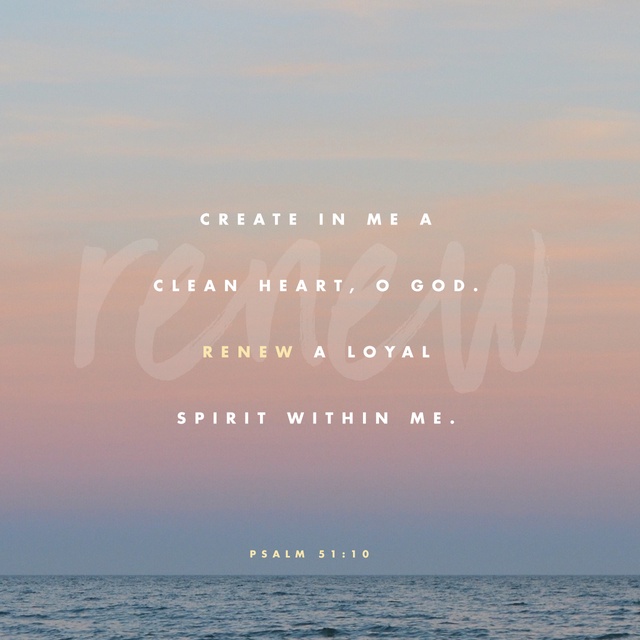 CREATE IN ME A
renew
CLEAN HEART, O GOD.
RENEW A LOYAL
SPIRIT WITHIN ME.
PSALM 51:10